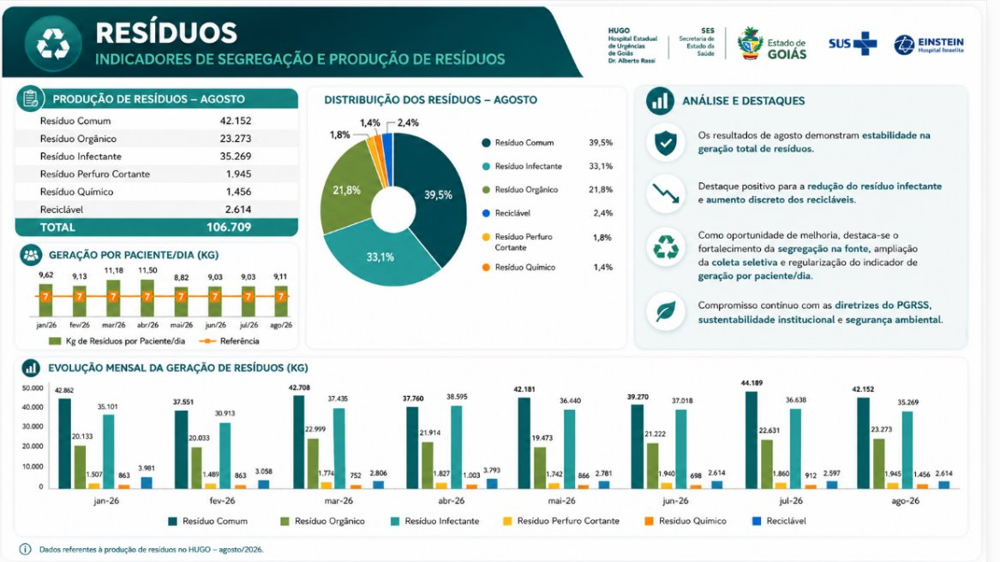 RESÍDUOS
INDICADORES DE SEGREGAÇÃO E PRODUÇÃO DE RESÍDUOS
HUGO
Hospital Estadual
de Urgências
de Goiás
Dr. Alberto Rassi
SES
Secretaria de
Estado da
Saúde
Estado de
GOIÁS
SUS
EINSTEIN
Hospital Israelita
PRODUÇÃO DE RESÍDUOS – AGOSTO
Resíduo Comum 42.152
Resíduo Orgânico 23.273
Resíduo Infectante 35.269
Resíduo Perfuro Cortante 1.945
Resíduo Químico 1.456
Reciclável 2.614
TOTAL 106.709
GERAÇÃO POR PACIENTE/DIA (KG)
9,62 9,13 11,18 11,50 8,82 9,03 9,03 9,11
7 7 7 7 7 7 7 7
jan/26 fev/26 mar/26 abr/26 mai/26 jun/26 jul/26 ago/26
Kg de Resíduos por Paciente/dia Referência
DISTRIBUIÇÃO DOS RESÍDUOS – AGOSTO
1,4% 2,4%
1,8%
21,8%
39,5%
33,1%
Resíduo Comum 39,5%
Resíduo Infectante 33,1%
Resíduo Orgânico 21,8%
Reciclável 2,4%
Resíduo Perfuro
Cortante 1,8%
Resíduo Químico 1,4%
ANÁLISE E DESTAQUES
Os resultados de agosto demonstram estabilidade na
geração total de resíduos.
Destaque positivo para a redução do resíduo infectante
e aumento discreto dos recicláveis.
Como oportunidade de melhoria, destaca-se o
fortalecimento da segregação na fonte, ampliação
da coleta seletiva e regularização do indicador de
geração por paciente/dia.
Compromisso contínuo com as diretrizes do PGRSS,
sustentabilidade institucional e segurança ambiental.
EVOLUÇÃO MENSAL DA GERAÇÃO DE RESÍDUOS (KG)
50.000
40.000
30.000
20.000
10.000
0
42.862 20.133 35.101 1.507 863 3.981
37.551 20.033 30.913 1.489 863 3.058
42.708 22.999 37.435 1.774 752 2.806
37.760 21.914 38.595 1.827 1.003 3.793
42.181 19.473 36.440 1.742 866 2.781
39.270 21.222 37.018 1.940 698 2.614
44.189 22.631 36.638 1.860 912 2.597
42.152 23.273 35.269 1.945 1.456 2.614
jan-26 fev-26 mar-26 abr-26 mai-26 jun-26 jul-26 ago-26
Resíduo Comum Resíduo Orgânico Resíduo Infectante Resíduo Perfuro Cortante Resíduo Químico Reciclável
Dados referentes à produção de resíduos no HUGO – agosto/2026.